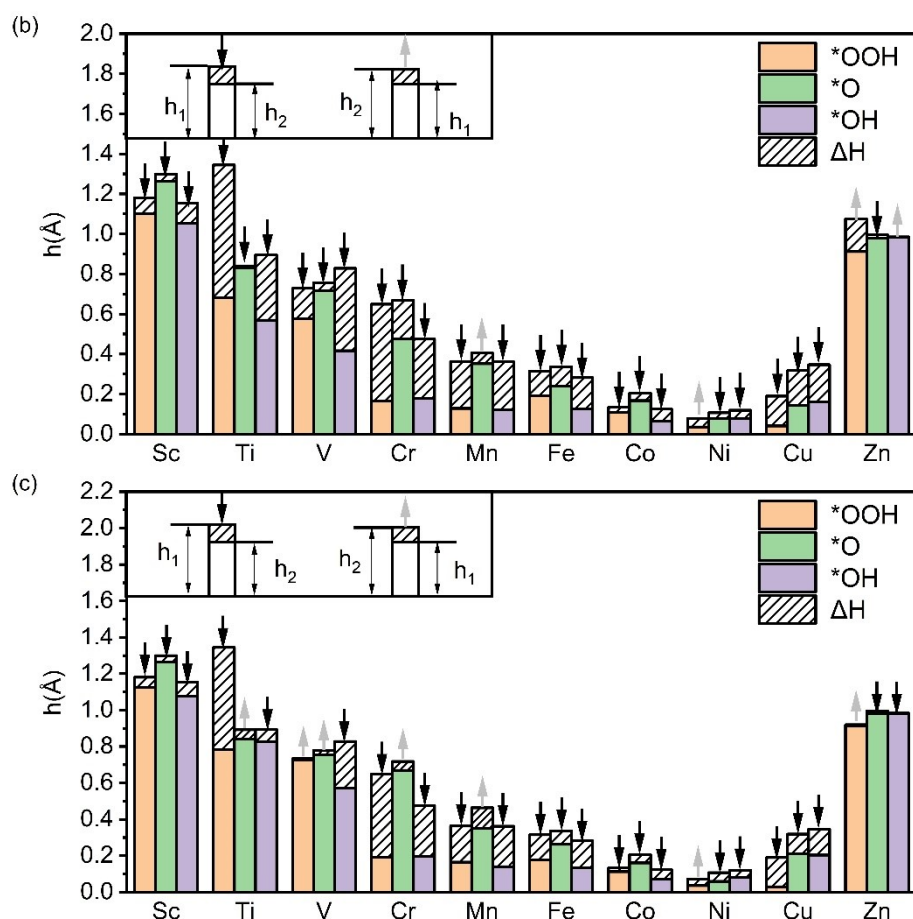 (b)
h(Å)
2.0
1.8
1.6
1.4
1.2
1.0
0.8
0.6
0.4
0.2
0.0
h₁
h₂
h₂
h₁
*OOH
*O
*OH
ΔH
Sc Ti V Cr Mn Fe Co Ni Cu Zn
(c)
h(Å)
2.2
2.0
1.8
1.6
1.4
1.2
1.0
0.8
0.6
0.4
0.2
0.0
h₁
h₂
h₂
h₁
*OOH
*O
*OH
ΔH
Sc Ti V Cr Mn Fe Co Ni Cu Zn